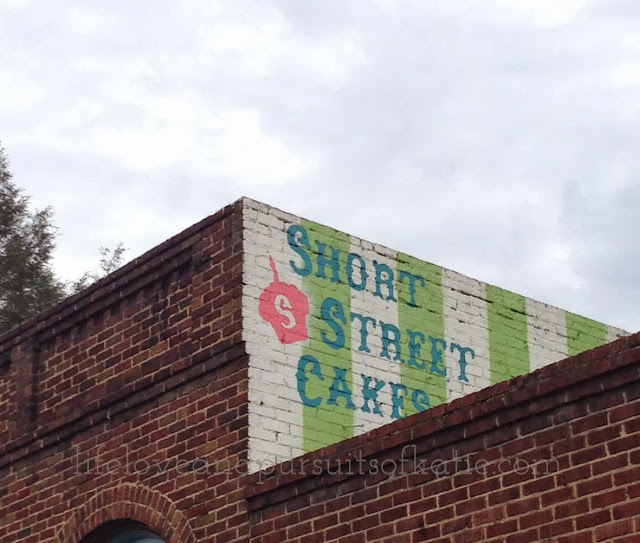 Short
S
Street
Cakes
lifeloveandpursuitsofkatie.com